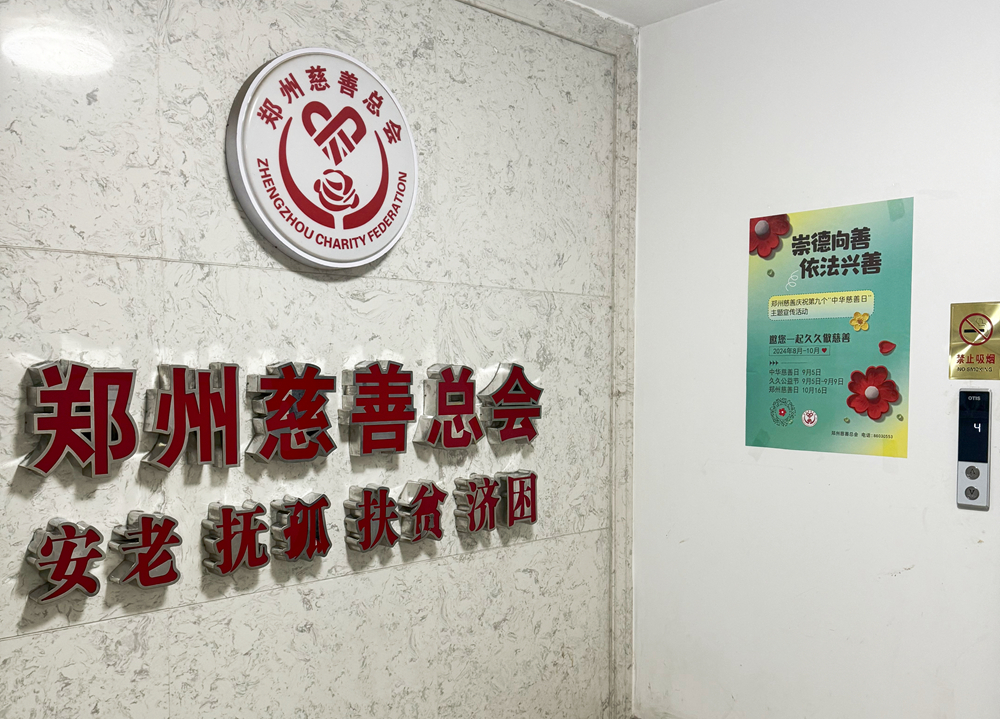 郑州慈善总会
ZHENGZHOU CHARITY FEDERATION
郑州慈善总会
安老 抚孤 扶贫 济困
崇德向善
依法兴善
郑州慈善庆祝第九个"中华慈善日"
主题宣传活动
邀您一起久久做慈善
2024年8月-10月
中华慈善日 9月5日
久久公益节 9月5日-9月9日
郑州慈善日 10月16日
郑州慈善总会 电话:
禁止吸烟
NO SMOKING
OTIS
4